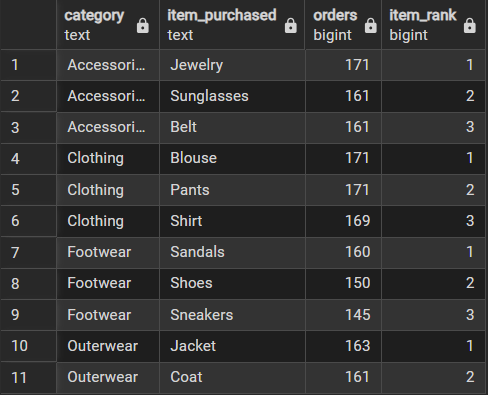 category item_purchased orders item_rank
text text bigint bigint
1 Accessori... Jewelry 171 1
2 Accessori... Sunglasses 161 2
3 Accessori... Belt 161 3
4 Clothing Blouse 171 1
5 Clothing Pants 171 2
6 Clothing Shirt 169 3
7 Footwear Sandals 160 1
8 Footwear Shoes 150 2
9 Footwear Sneakers 145 3
10 Outerwear Jacket 163 1
11 Outerwear Coat 161 2